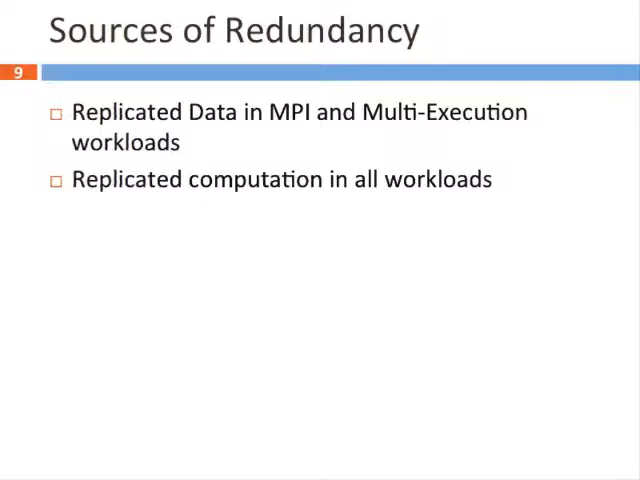 Sources of Redundancy
9
Replicated Data in MPI and Multi-Execution
workloads
Replicated computation in all workloads